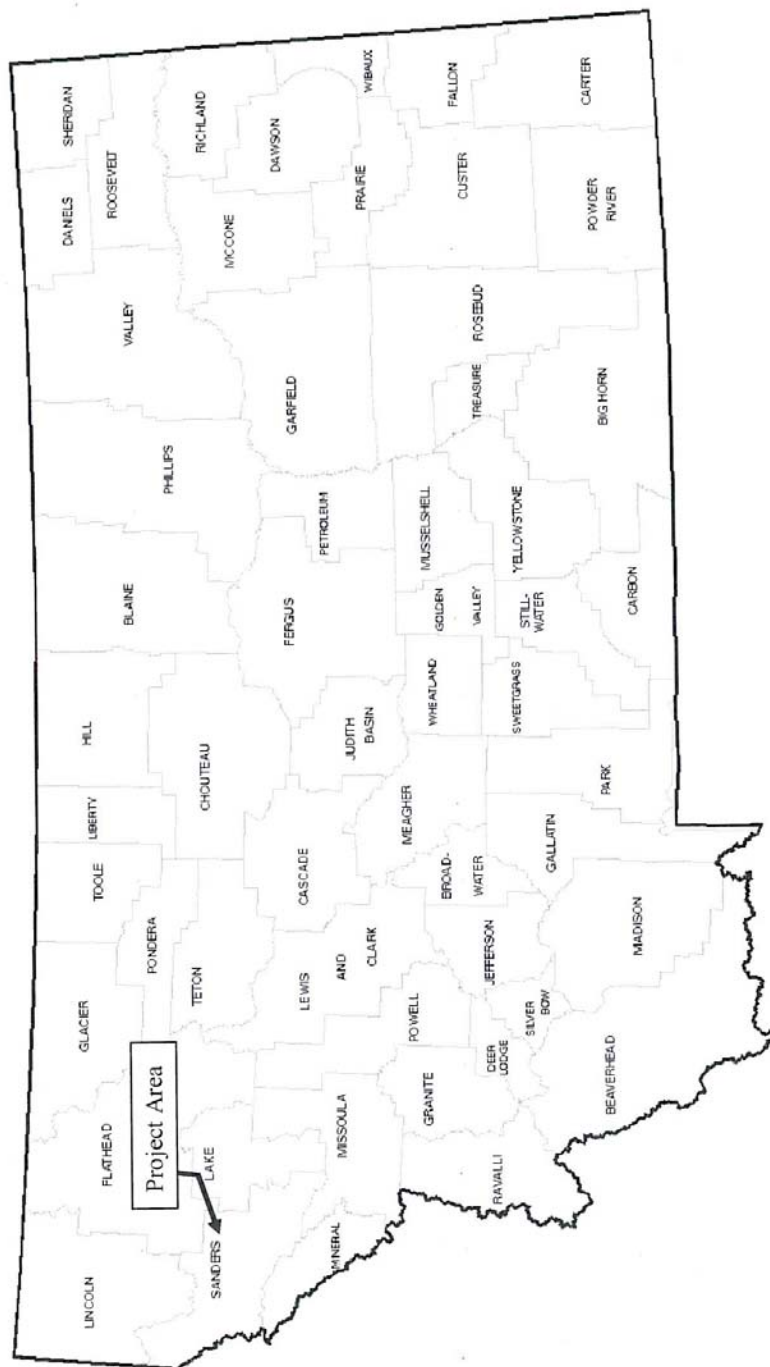 LINCOLN
FLATHEAD
GLACIER
TOOLE
LIBERTY
HILL
BLAINE
PHILLIPS
VALLEY
DANIELS
SHERIDAN
ROOSEVELT
Project Area
SANDERS
LAKE
PONDERA
TETON
CHOUTEAU
MCCONE
RICHLAND
DAWSON
WIBAUX
PRAIRIE
GARFIELD
PETROLEUM
FERGUS
JUDITH
BASIN
CASCADE
LEWIS
AND
CLARK
MISSOULA
MINERAL
POWELL
GRANITE
RAVALLI
DEER
LODGE
SILVER
BOW
JEFFERSON
BROAD-
WATER
MEAGHER
WHEATLAND
GOLDEN
VALLEY
MUSSELSHELL
TREASURE
ROSEBUD
CUSTER
FALLON
CARTER
POWDER
RIVER
BIG HORN
YELLOWSTONE
STILL-
WATER
CARBON
SWEETGRASS
PARK
GALLATIN
MADISON
BEAVERHEAD